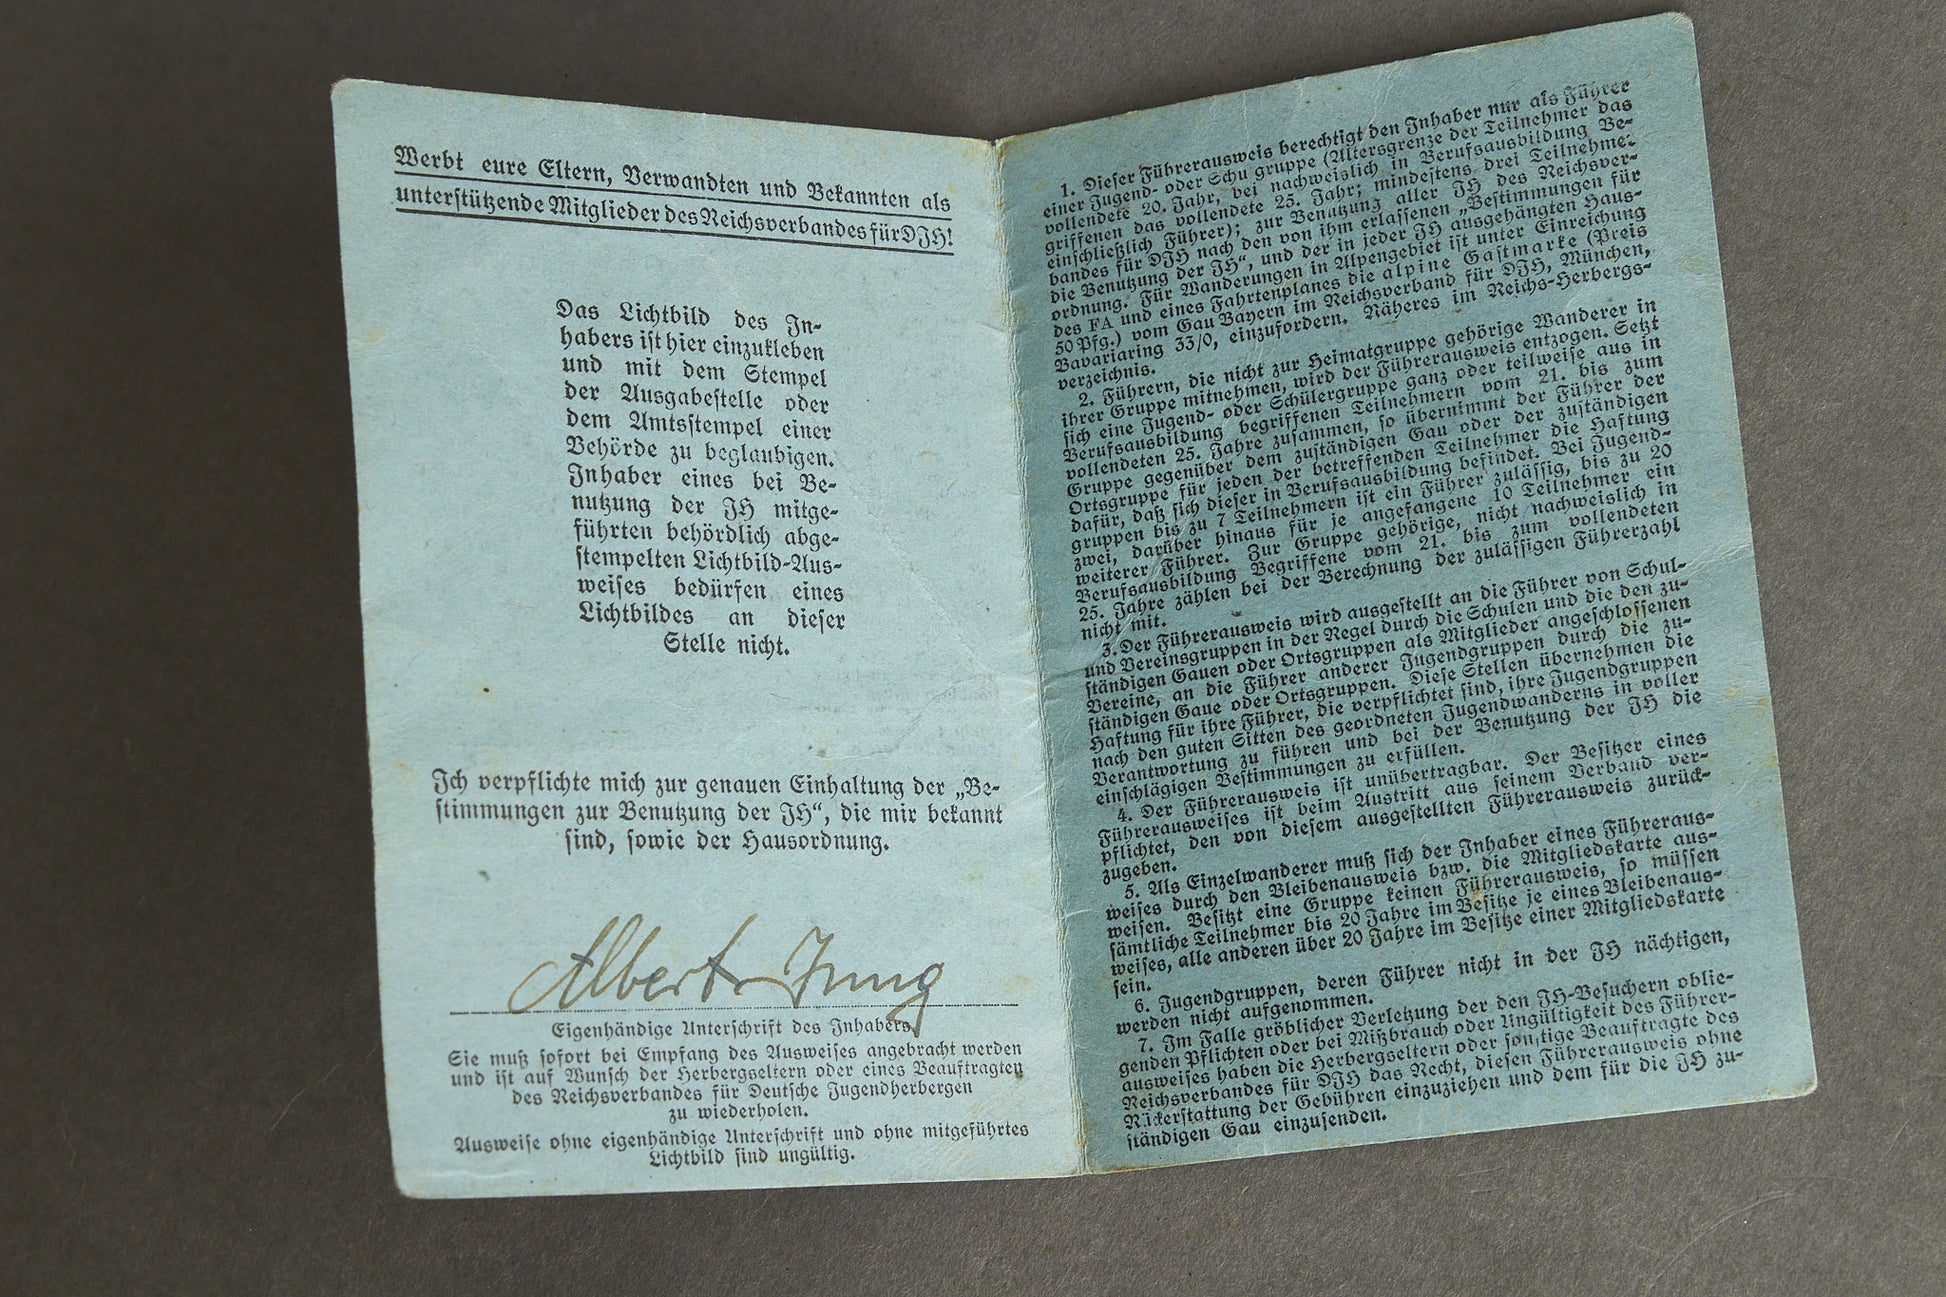 Werbt eure Eltern, Verwandten und Bekannten als
unterstützende Mitglieder des Reichsverbandes für DJH!
Das Lichtbild des In-
habers ist hier einzukleben
und mit dem Stempel
der Ausgabestelle oder
dem Amtsstempel einer
Behörde zu beglaubigen.
Inhaber eines bei Be-
nutzung der JH mitge-
führten behördlich abge-
stempelten Lichtbild-Aus-
weises bedürfen eines
Lichtbildes an dieser
Stelle nicht.
Ich verpflichte mich zur genauen Einhaltung der „Be-
stimmungen zur Benutzung der JH“, die mir bekannt
sind, sowie der Hausordnung.
Albert Jung
Eigenhändige Unterschrift des Inhabers.
Sie muß sofort bei Empfang des Ausweises angebracht werden
und ist auf Wunsch der Herbergseltern oder eines Beauftragten
des Reichsverbandes für Deutsche Jugendherbergen
zu wiederholen.
Ausweise ohne eigenhändige Unterschrift und ohne mitgeführtes
Lichtbild sind ungültig.
1. Dieser Führerausweis berechtigt den Inhaber nur als Führer
einer Jugend- oder Schu gruppe (Altersgrenze der Teilnehmer das
vollendete 20. Jahr, bei nachweislich in Berufsausbildung Be-
griffenen das vollendete 25. Jahr; mindestens drei Teilnehmer
einschließlich Führer); zur Benutzung aller JH des Reichsver-
bandes für DJH nach den von ihm erlassenen „Bestimmungen für
die Benutzung der JH“, und der in jeder JH ausgehängten Haus-
ordnung. Für Wanderungen in Alpengebiet ist unter Einreichung
des FA und eines Fahrtenplanes die alpine Gastmarke (Preis
50 Pfg.) vom Gau Bayern im Reichsverband für DJH, München,
Bavariaring 33/0, einzufordern. Näheres im Reichs-Herbergs-
verzeichnis.
2. Führern, die nicht zur Heimatgruppe gehörige Wanderer in
ihrer Gruppe mitnehmen, wird der Führerausweis entzogen. Setzt
sich eine Jugend- oder Schülergruppe ganz oder teilweise aus in
Berufsausbildung begriffenen Teilnehmern vom 21. bis zum
vollendeten 25. Jahre zusammen, so übernimmt der Führer der
Gruppe gegenüber dem zuständigen Gau oder der zuständigen
Ortsgruppe für jeden der betreffenden Teilnehmer die Haftung
dafür, daß sich dieser in Berufsausbildung befindet. Bei Jugend-
gruppen bis zu 7 Teilnehmern ist ein Führer zulässig, bis zu 20
zwei, darüber hinaus für je angefangene 10 Teilnehmer ein
weiterer Führer. Zur Gruppe gehörige, nicht nachweislich in
Berufsausbildung Begriffene vom 21. bis zum vollendeten
25. Jahre zählen bei der Berechnung der zulässigen Führerzahl
nicht mit.
3. Der Führerausweis wird ausgestellt an die Führer von Schul-
und Vereinsgruppen in der Regel durch die Schulen und die den zu-
ständigen Gauen oder Ortsgruppen als Mitglieder angeschlossenen
Vereine, an die Führer anderer Jugendgruppen durch die zu-
ständigen Gaue oder Ortsgruppen. Diese Stellen übernehmen die
Haftung für ihre Führer, die verpflichtet sind, ihre Jugendgruppen
nach den guten Sitten des geordneten Jugendwanderns in voller
Verantwortung zu führen und bei der Benutzung der JH die
einschlägigen Bestimmungen zu erfüllen.
4. Der Führerausweis ist unübertragbar. Der Besitzer eines
Führerausweises ist beim Austritt aus seinem Verband ver-
pflichtet, den von diesem ausgestellten Führerausweis zurück-
zugeben.
5. Als Einzelwanderer muß sich der Inhaber eines Führeraus-
weises durch den Bleibenausweis bzw. die Mitgliedskarte aus-
weisen. Besitzt eine Gruppe keinen Führerausweis, so müssen
sämtliche Teilnehmer bis 20 Jahre im Besitze je eines Bleibenaus-
weises, alle anderen über 20 Jahre im Besitze einer Mitgliedskarte
sein.
6. Jugendgruppen, deren Führer nicht in der JH nächtigen,
werden nicht aufgenommen.
7. Im Falle gröblicher Verletzung der den JH-Besuchern oblie-
genden Pflichten oder bei Mißbrauch oder Ungültigkeit des Führer-
ausweises haben die Herbergseltern oder sonstige Beauftragte des
Reichsverbandes für DJH das Recht, diesen Führerausweis ohne
Rückerstattung der Gebühren einzuziehen und dem für die JH zu-
ständigen Gau einzusenden.